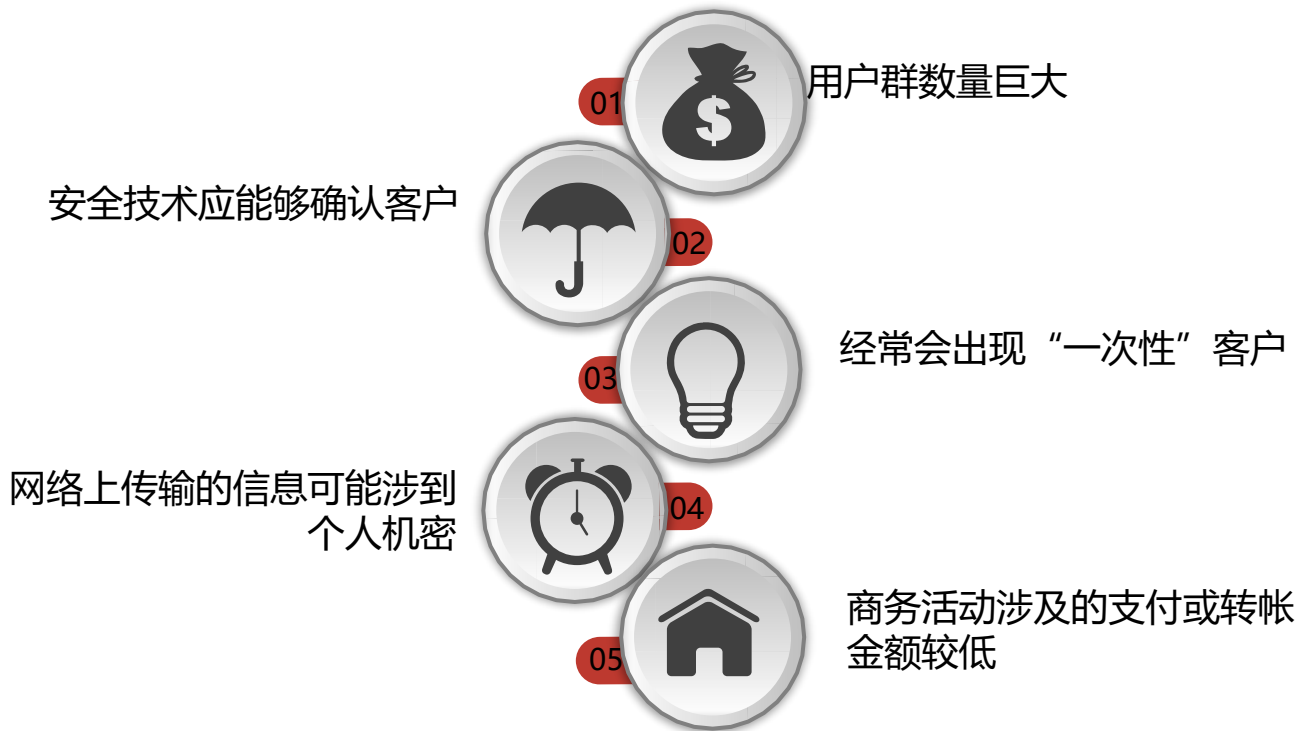 01
用户群数量巨大
安全技术应能够确认客户
02
03
经常会出现“一次性”客户
网络上传输的信息可能涉到
个人机密
04
05
商务活动涉及的支付或转帐
金额较低